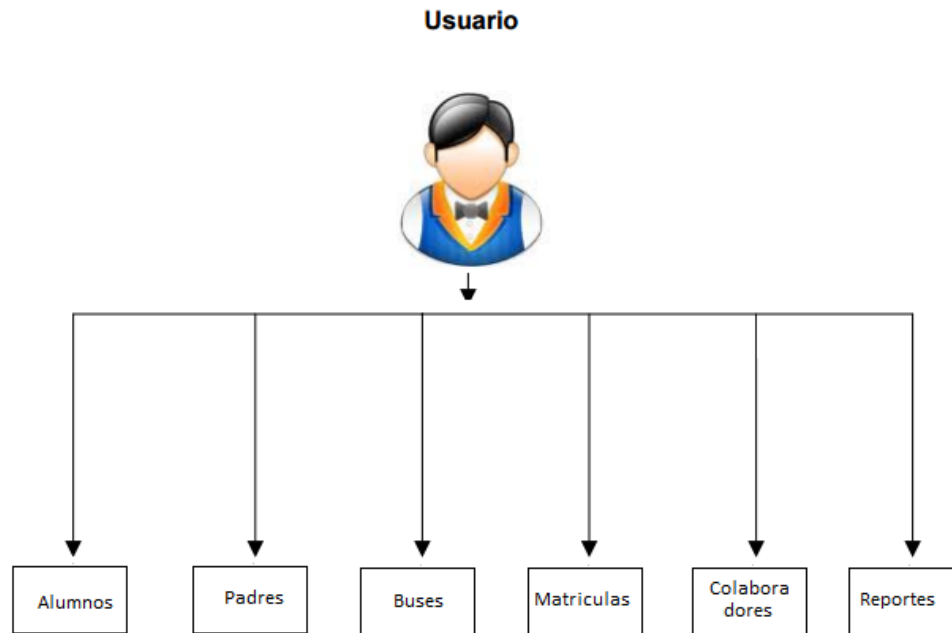 Usuario
Alumnos
Padres
Buses
Matriculas
Colabora
dores
Reportes